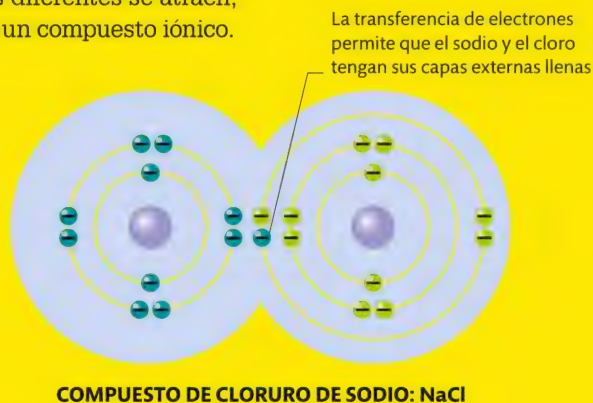 s diferentes se atraen,
un compuesto iónico.
La transferencia de electrones
permite que el sodio y el cloro
tengan sus capas externas llenas
COMPUESTO DE CLORURO DE SODIO: NaCl